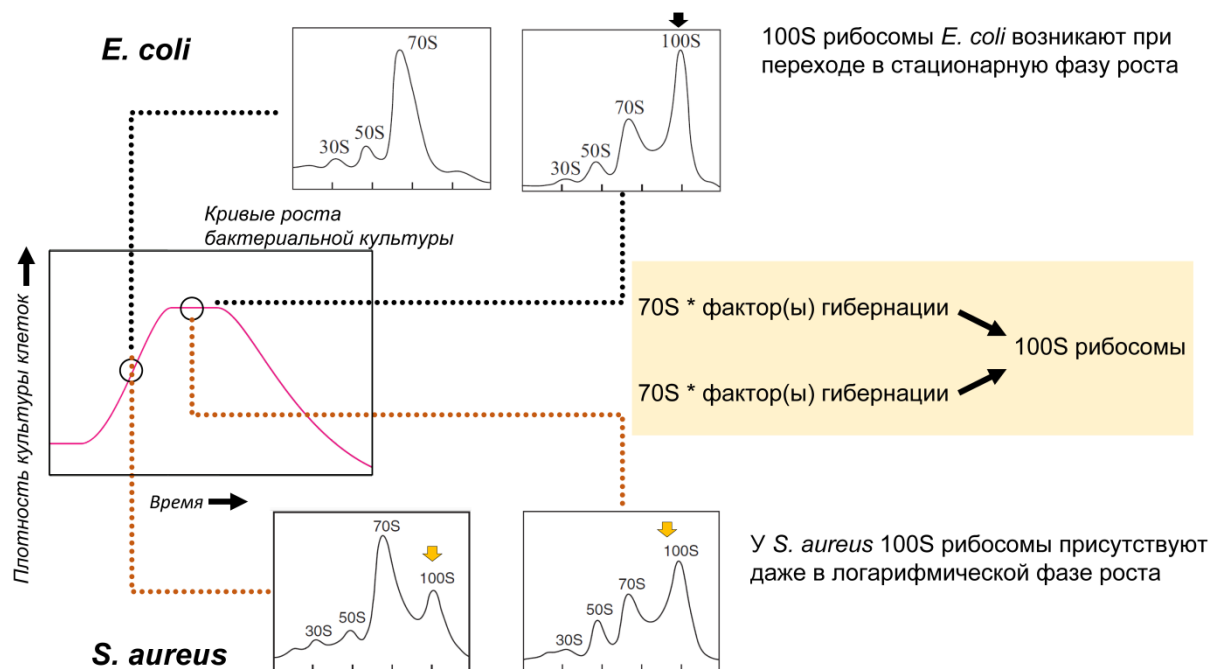 E. coli
70S
50S
30S
100S
70S
50S
30S
100S рибосомы E. coli возникают при
переходе в стационарную фазу роста
Кривые роста
бактериальной культуры
Плотность культуры клеток
Время
70S * фактор(ы) гибернации
70S * фактор(ы) гибернации
100S рибосомы
S. aureus
70S
100S
50S
30S
100S
70S
50S
30S
У S. aureus 100S рибосомы присутствуют
даже в логарифмической фазе роста